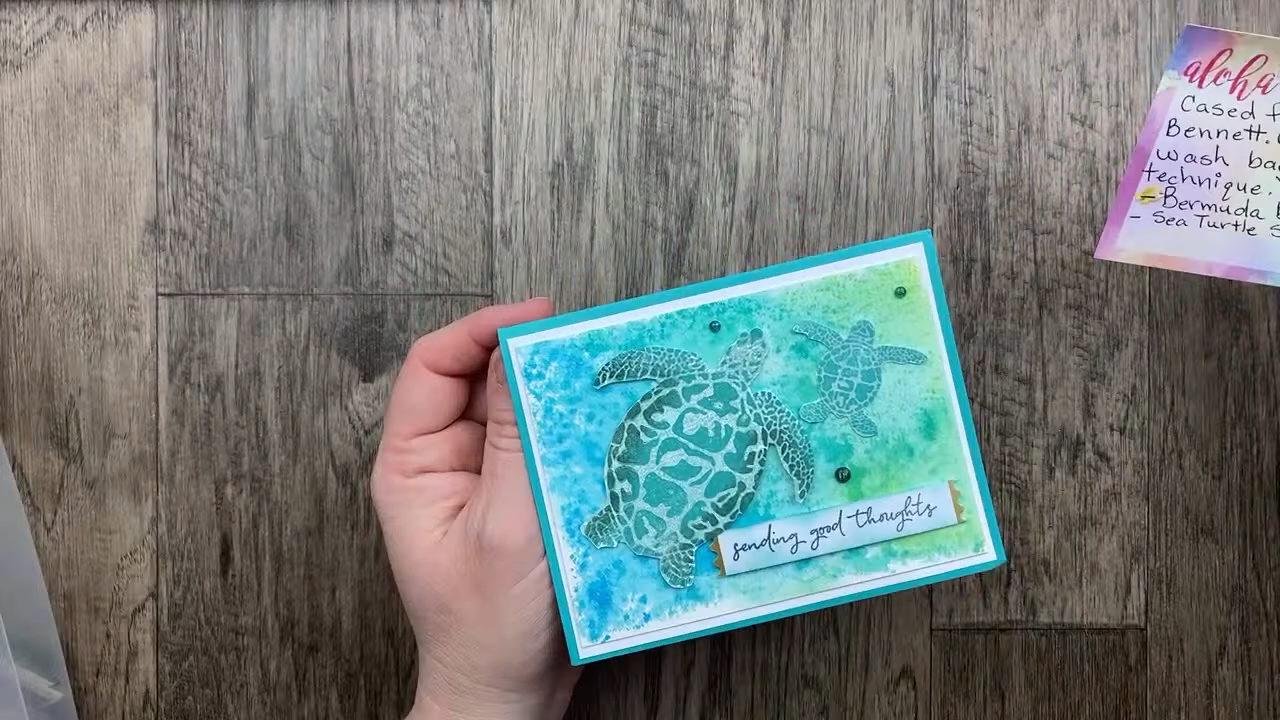 aloha
Cased
Bennett.
wash
technique.
- Bermuda
- Sea Turtle
sending good thoughts